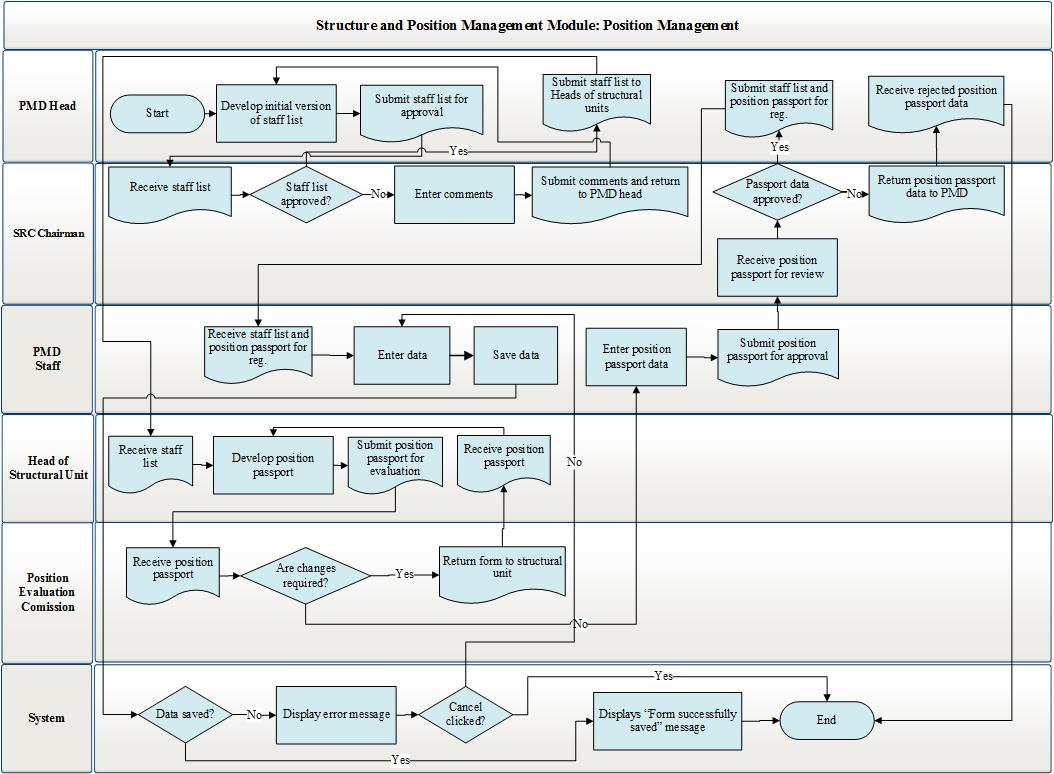 Structure and Position Management Module: Position Management
PMD Head
Start
Develop initial version
of staff list
Submit staff list for
approval
Submit staff list to
Heads of structural
units
Submit staff list and
position passport for
reg.
Receive rejected position
passport data
Yes
Yes
SRC Chairman
Receive staff list
Staff list
approved?
No
Enter comments
Submit comments and return
to PMD head
Passport data
approved?
No
Return position passport
data to PMD
Receive position
passport for review
PMD
Staff
Receive staff list and
position passport for
reg.
Enter data
Save data
Enter position
passport data
Submit position
passport for approval
Head of
Structural Unit
Receive staff
list
Develop position
passport
Submit position
passport for
evaluation
Receive position
passport
No
Position
Evaluation
Comission
Receive position
passport
Are changes
required?
Yes
Return form to structural
unit
No
System
Data saved?
No
Display error message
Cancel
clicked?
Yes
Displays “Form successfully
saved” message
End
Yes